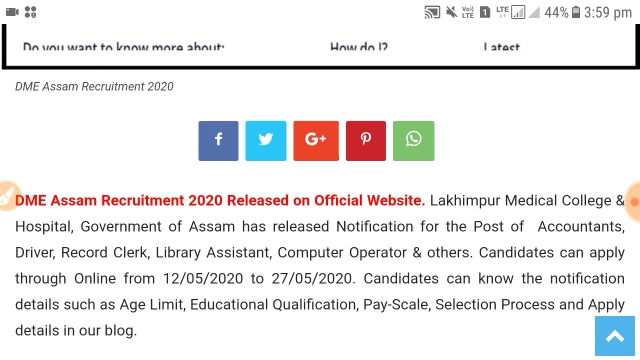 VoLTE LTE 1 LTE 44% 3:59 pm
Do you want to know more about: How do I? Latest
DME Assam Recruitment 2020
f G+
DME Assam Recruitment 2020 Released on Official Website. Lakhimpur Medical College &
Hospital, Government of Assam has released Notification for the Post of Accountants,
Driver, Record Clerk, Library Assistant, Computer Operator & others. Candidates can apply
through Online from 12/05/2020 to 27/05/2020. Candidates can know the notification
details such as Age Limit, Educational Qualification, Pay-Scale, Selection Process and Apply
details in our blog.